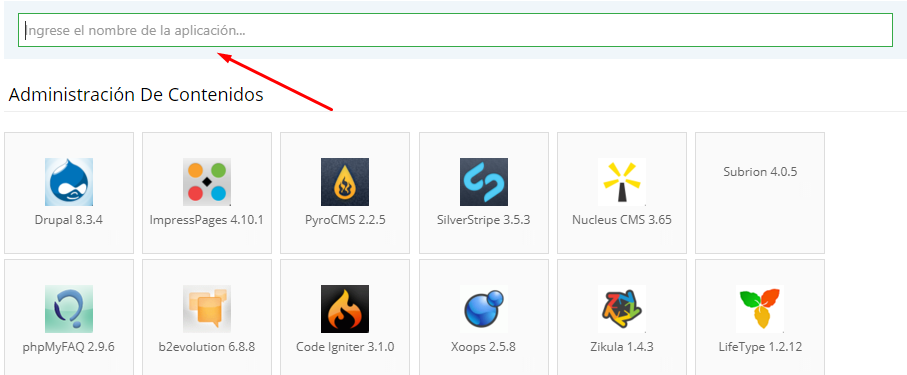 Ingrese el nombre de la aplicación...
Administración De Contenidos
Drupal 8.3.4
ImpressPages 4.10.1
PyroCMS 2.2.5
SilverStripe 3.5.3
Nucleus CMS 3.65
Subrion 4.0.5
phpMyFAQ 2.9.6
b2evolution 6.8.8
Code Igniter 3.1.0
Xoops 2.5.8
Zikula 1.4.3
LifeType 1.2.12